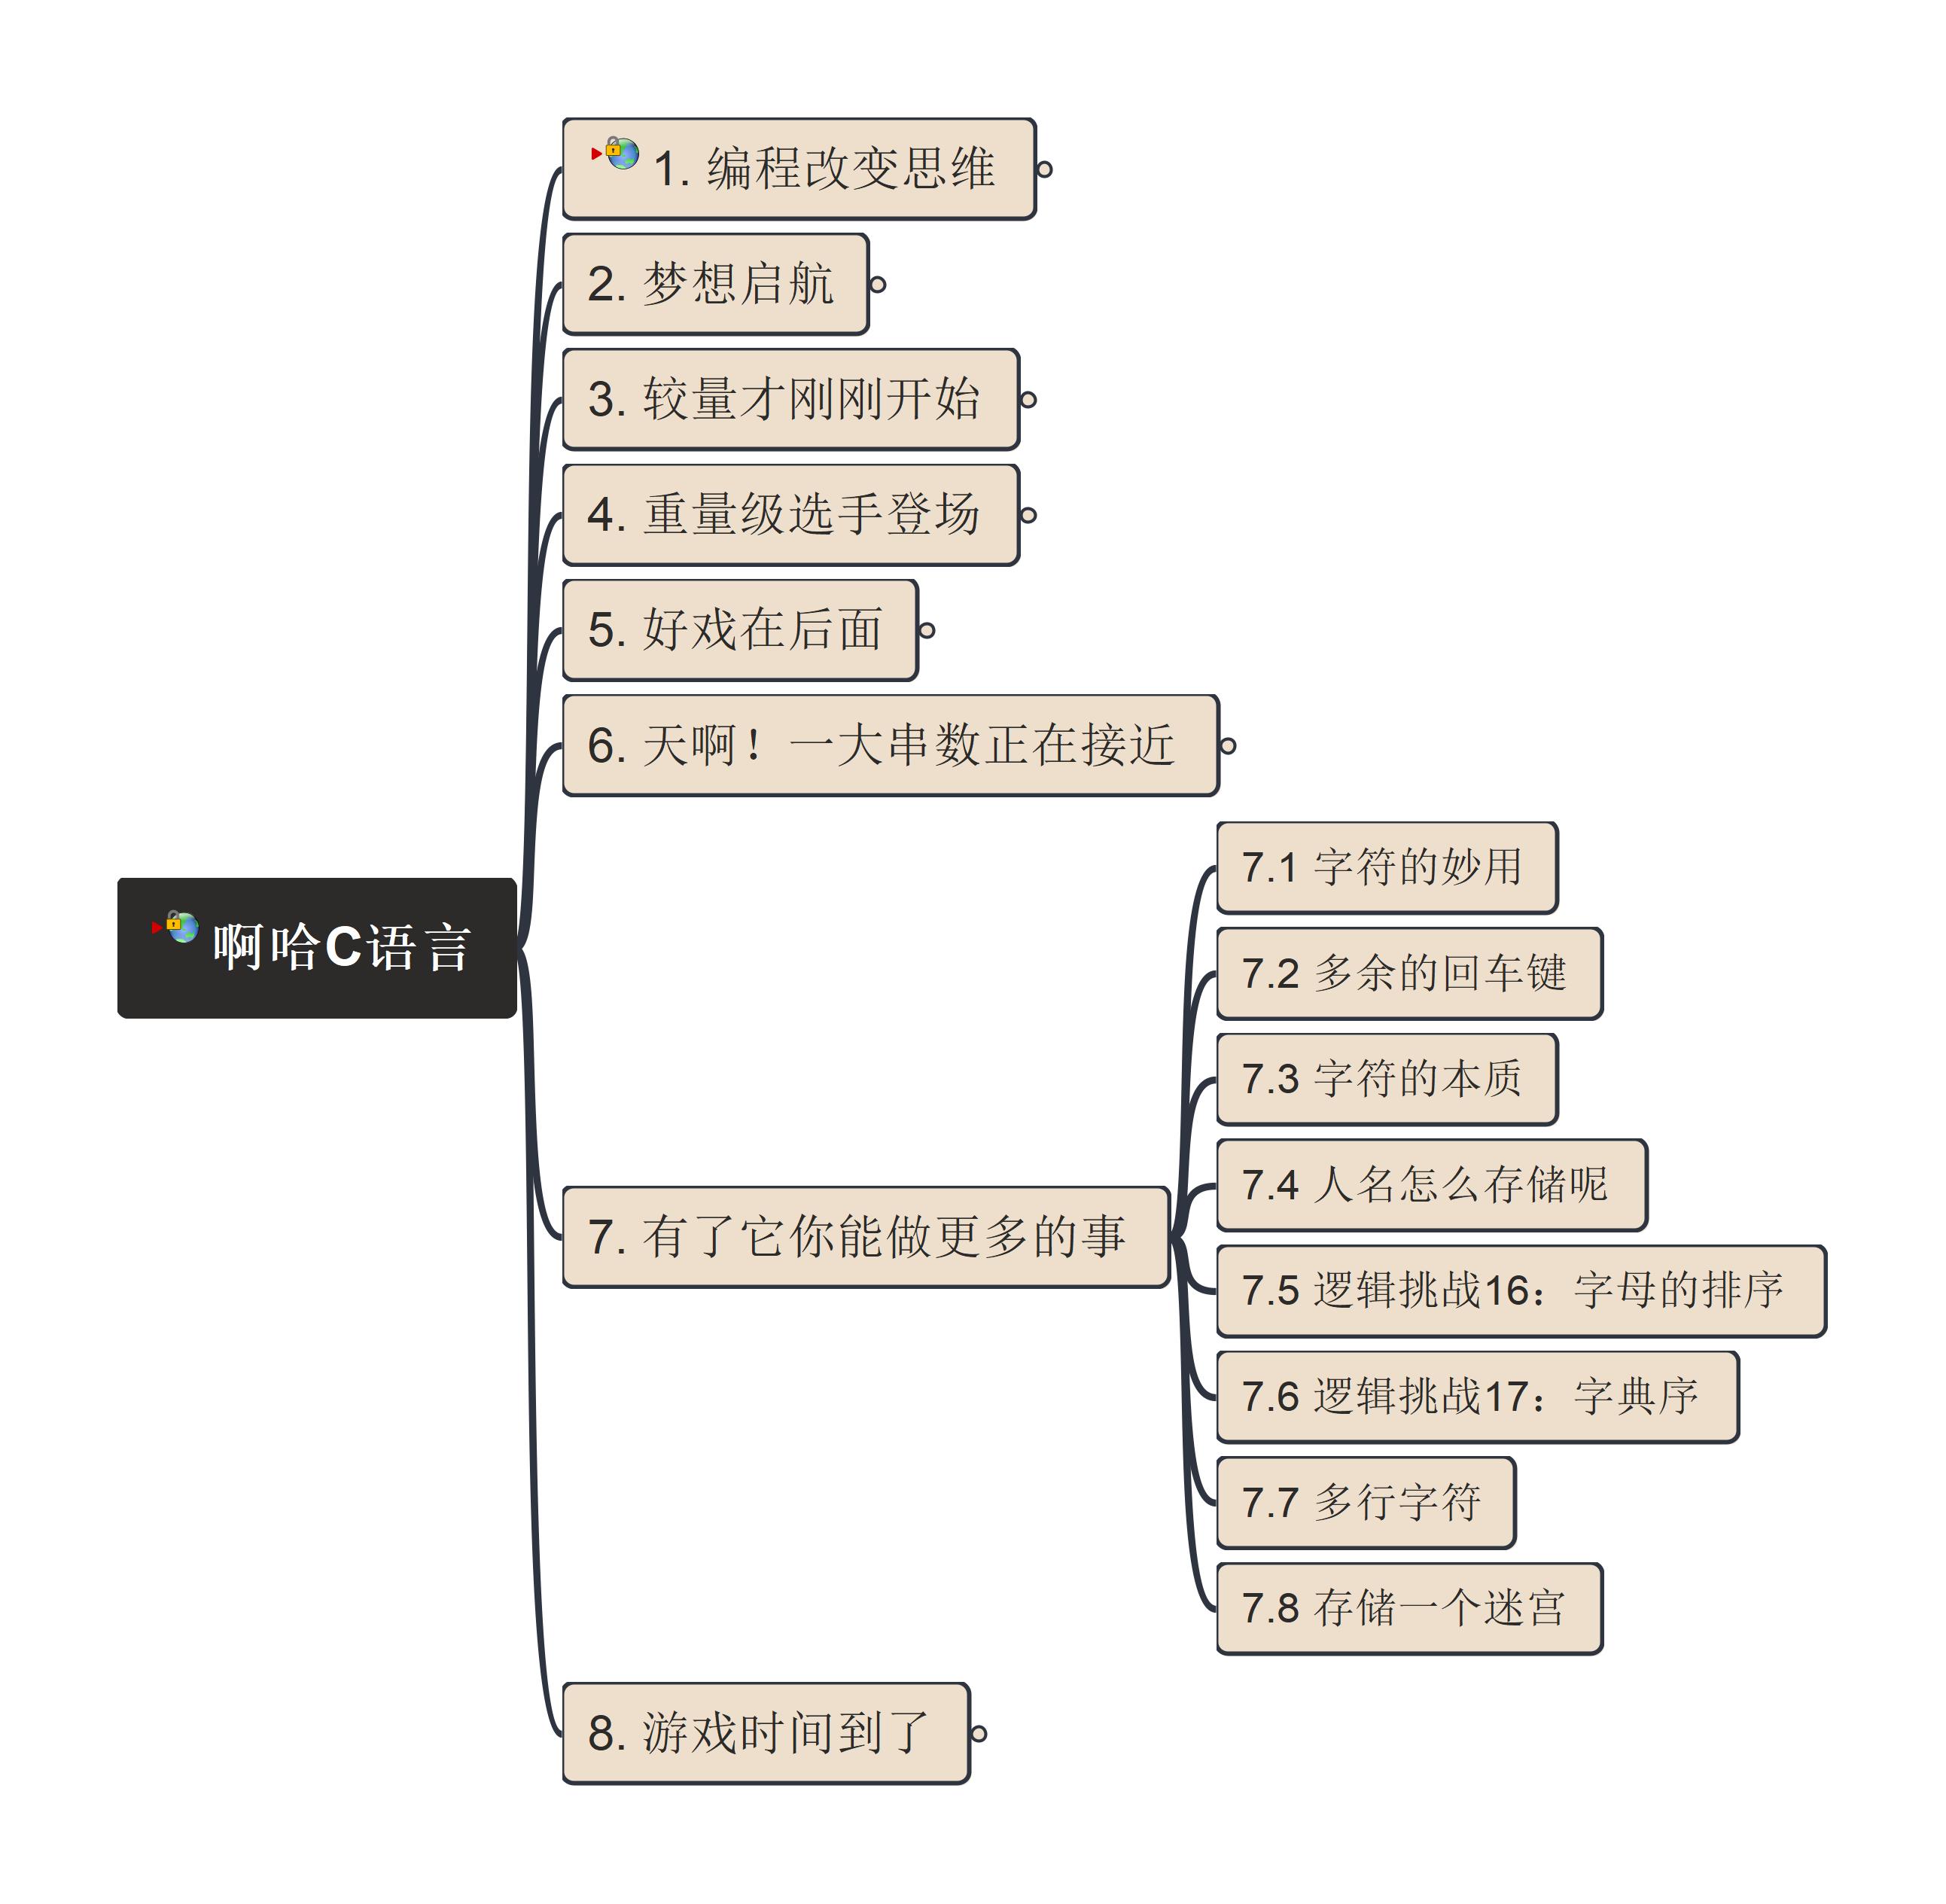 啊哈C语言
1. 编程改变思维
2. 梦想启航
3. 较量才刚刚开始
4. 重量级选手登场
5. 好戏在后面
6. 天啊！一大串数正在接近
7. 有了它你能做更多的事
7.1 字符的妙用
7.2 多余的回车键
7.3 字符的本质
7.4 人名怎么存储呢
7.5 逻辑挑战16：字母的排序
7.6 逻辑挑战17：字典序
7.7 多行字符
7.8 存储一个迷宫
8. 游戏时间到了